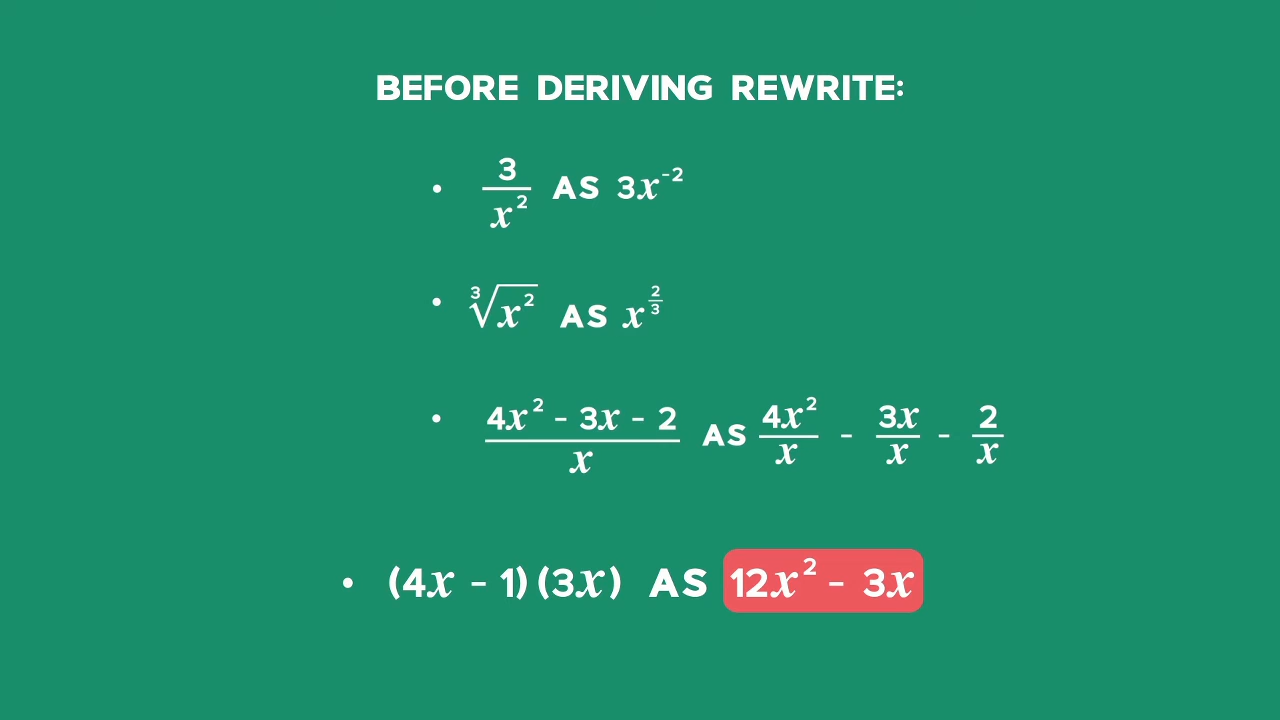 BEFORE DERIVING REWRITE:
• 3/x² AS 3x⁻²
• ∛x² AS x^(2/3)
• (4x² - 3x - 2)/x AS 4x²/x - 3x/x - 2/x
• (4x - 1)(3x) AS 12x² - 3x